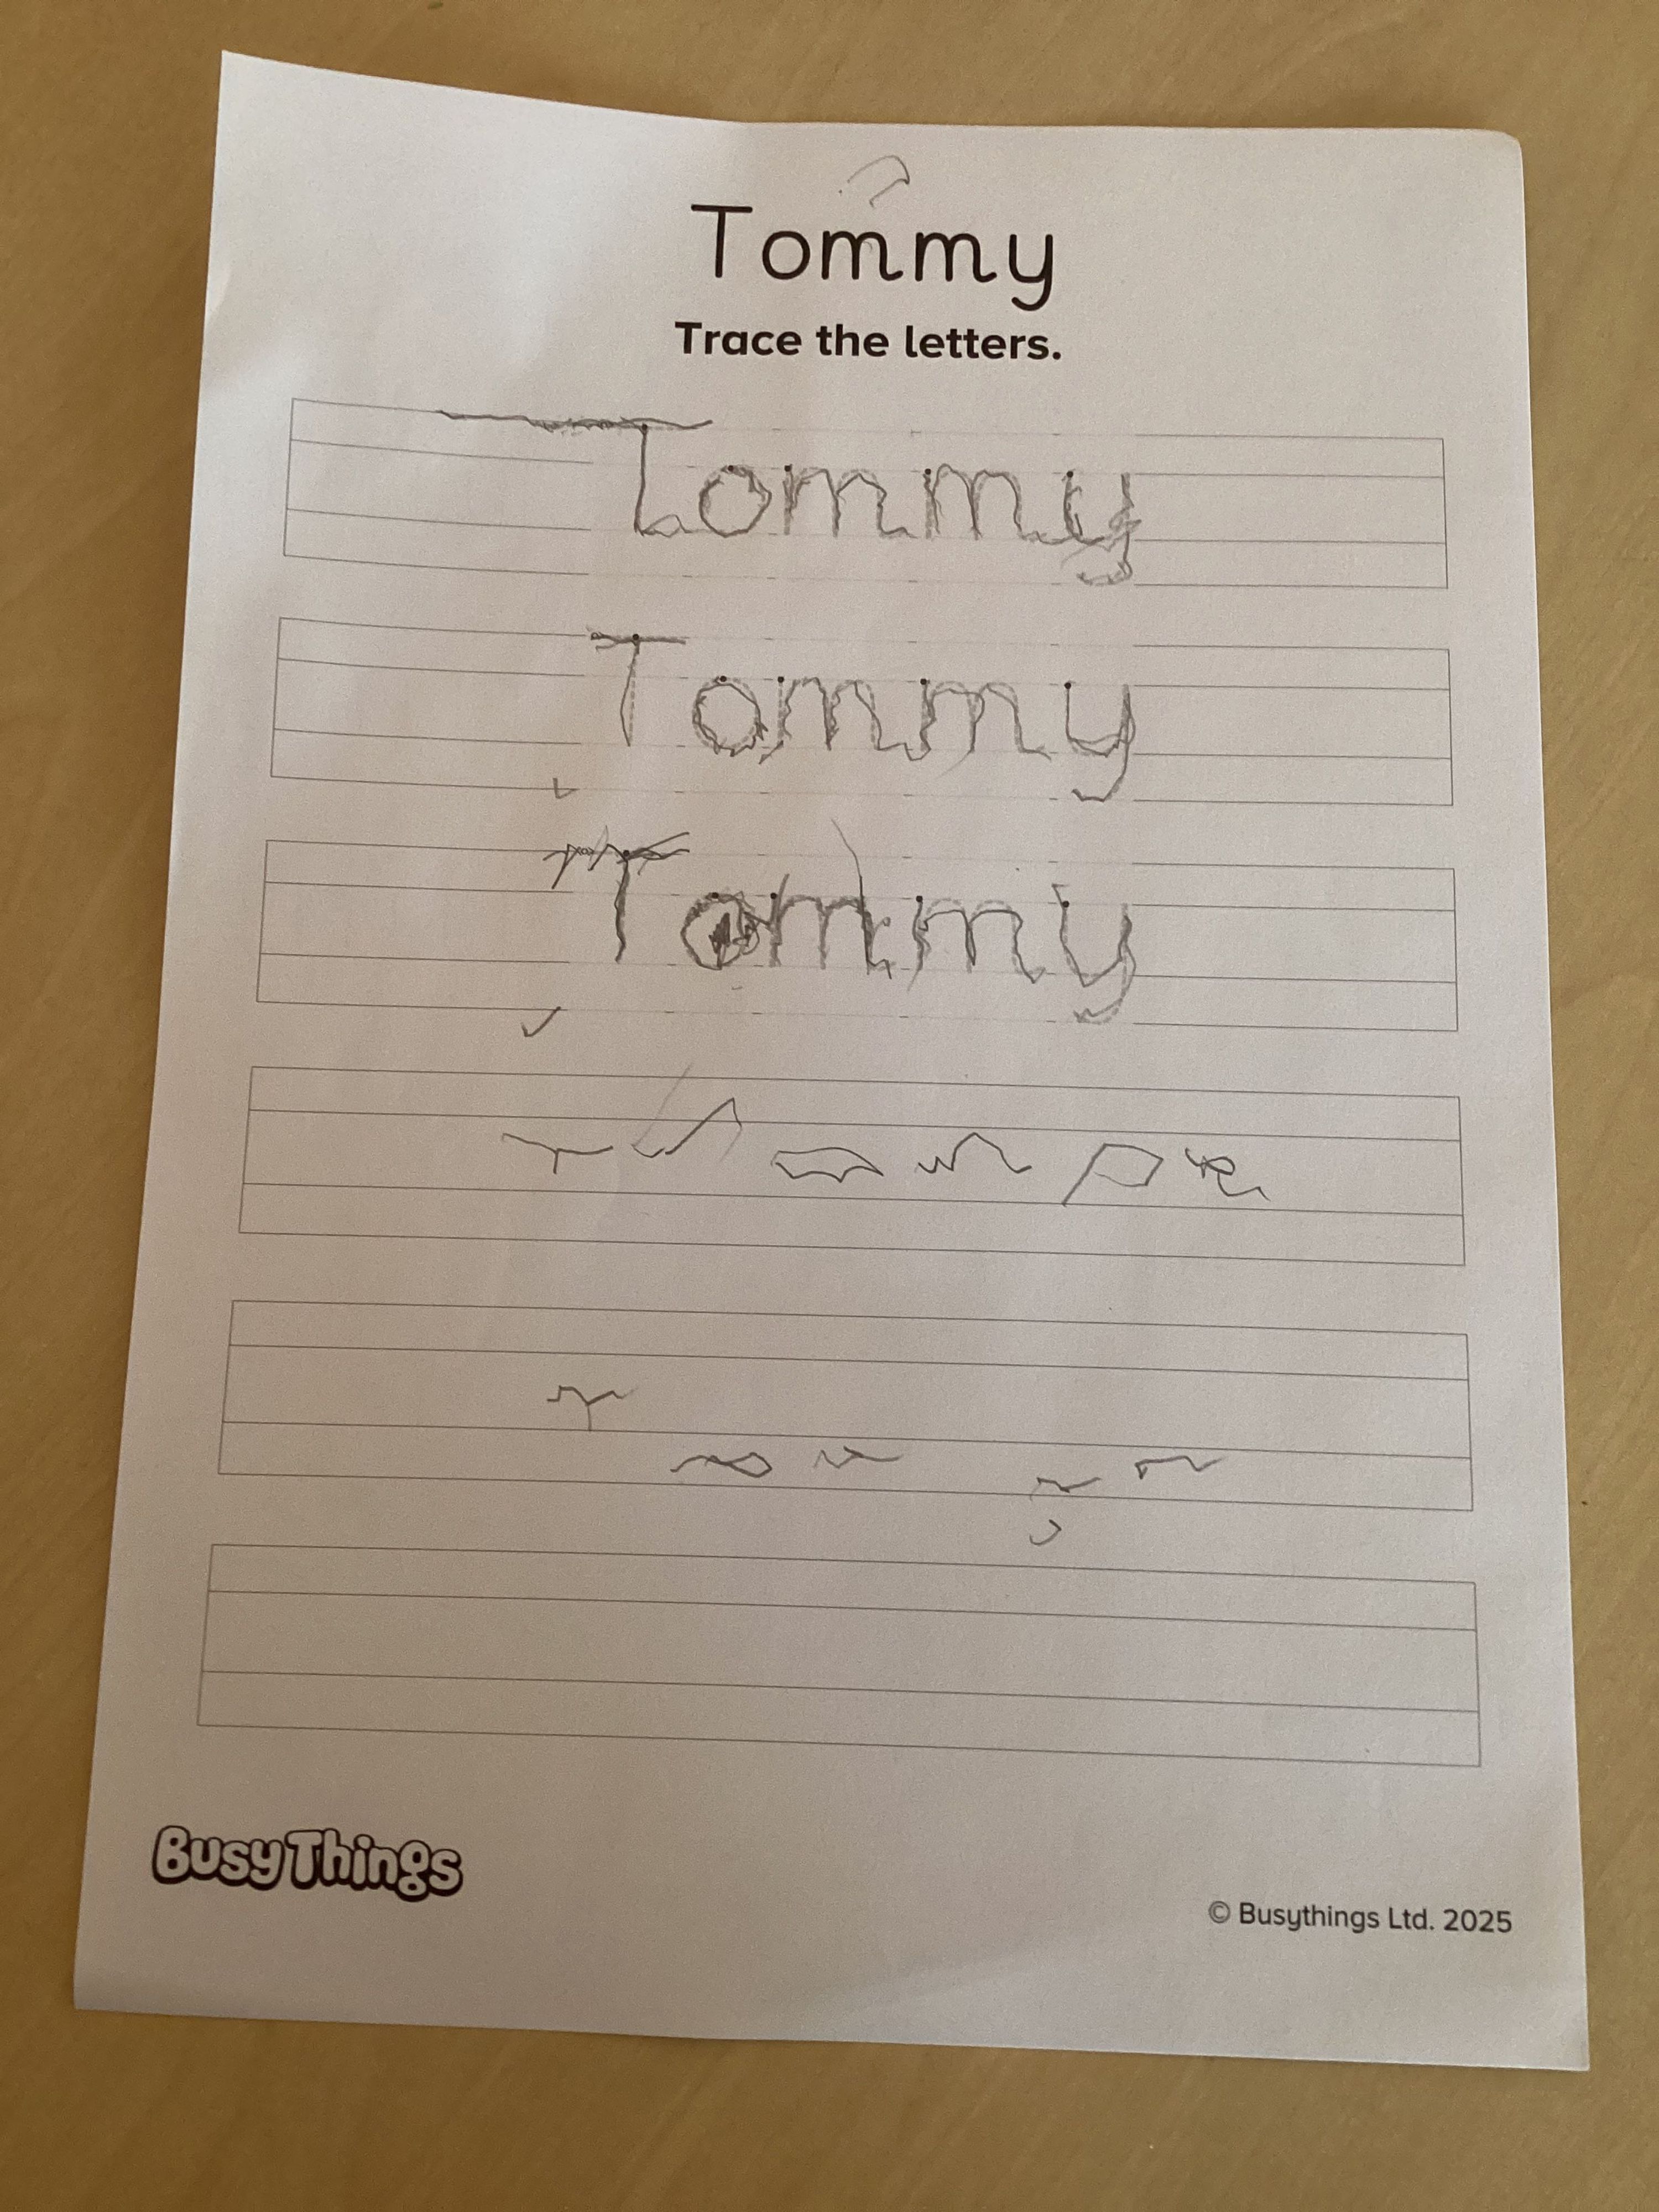 Tommy
Trace the letters.
Tommy
Tommy
Tommy
BusyThings
© Busythings Ltd. 2025